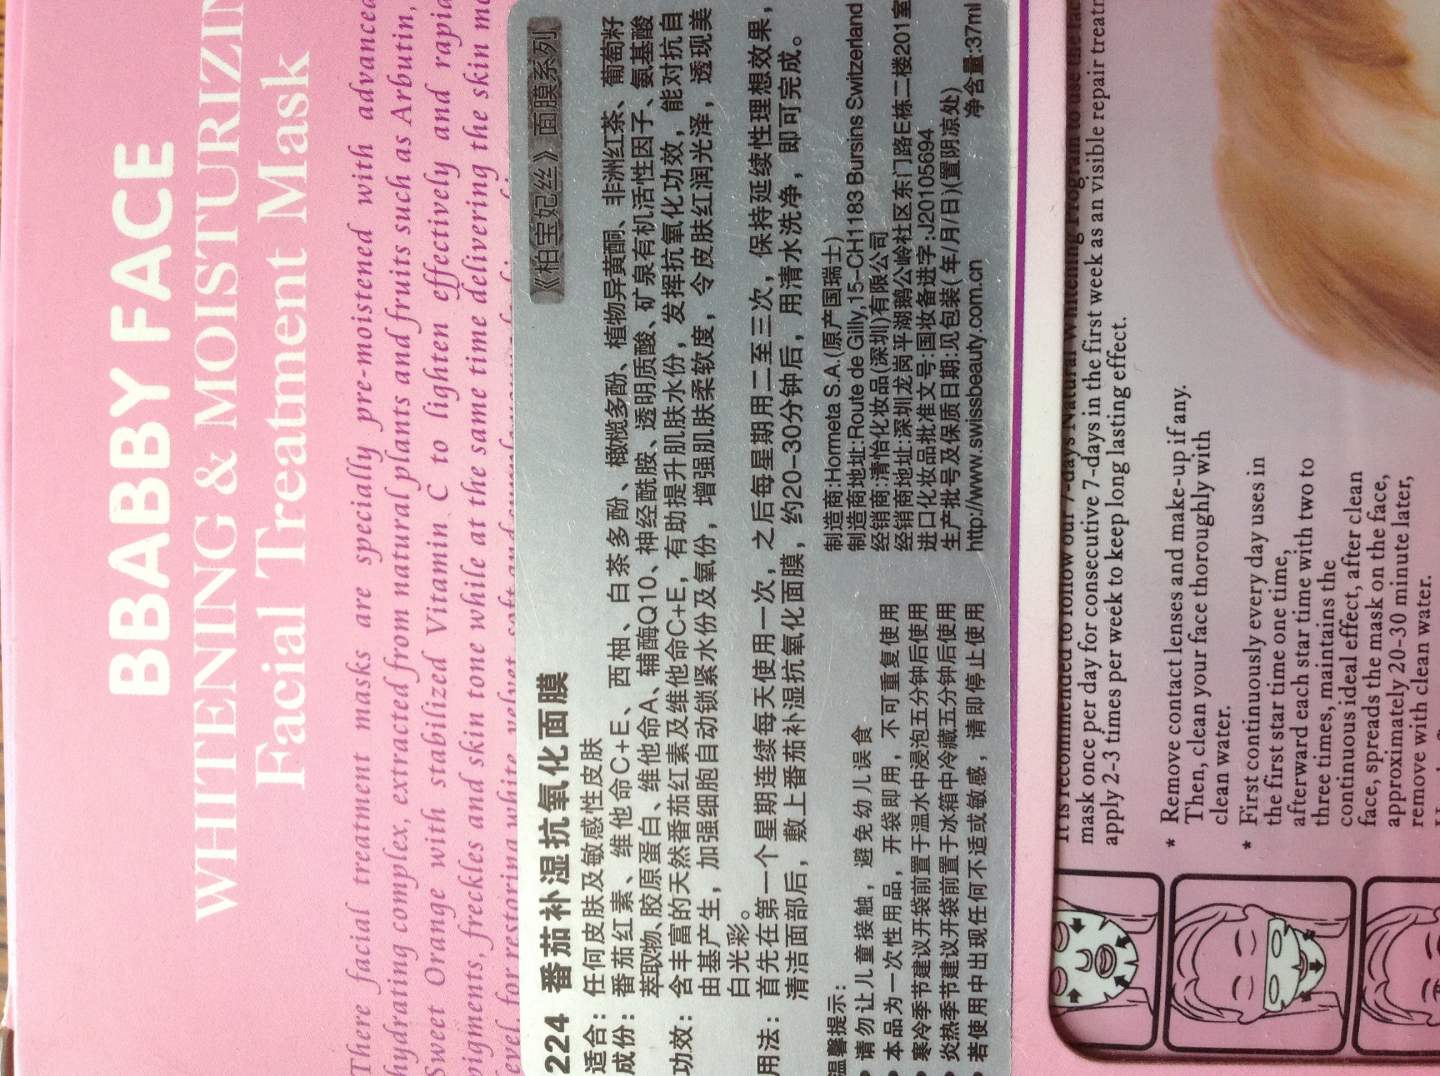 BBABBY FACE
WHITENING & MOISTURIZIN
Facial Treatment Mask
There facial treatment masks are specially pre-moistened with advanced
hydrating complex, extracted from natural plants and fruits such as Arbutin,
Sweet Orange with stabilized Vitamin C to lighten effectively and rapid
pigments, freckles and skin tone while at the same time delivering the skin mo
level for restoring white velvet soft and
《柏宝妃丝》面膜系列
224 番茄补湿抗氧化面膜
适合：任何皮肤及敏感性皮肤
成份：番茄红素、维他命C+E、西柚、白茶多酚、橄榄多酚、植物异黄酮、非洲红茶、葡萄籽
萃取物、胶原蛋白、维他命A、辅酶Q10、神经酰胺、透明质酸、矿泉有机活性因子、氨基酸
功效：含丰富的天然番茄红素及维他命C+E，有助提升肌肤水份，发挥抗氧化功效，能对抗自
由基产生，加强细胞自动锁紧水份及氧份，增强肌肤柔软度，令皮肤红润光泽，透现美
白光彩。
用法：首先在第一个星期连续每天使用一次，之后每星期用二至三次，保持延续性理想效果，
清洁面部后，敷上番茄补湿抗氧化面膜，约20-30分钟后，用清水洗净，即可完成。
温馨提示：
• 请勿让儿童接触，避免幼儿误食
• 本品为一次性用品，开袋即用，不可重复使用
• 寒冷季节建议开袋前置于温水中浸泡五分钟后使用
• 炎热季节建议开袋前置于冰箱中冷藏五分钟后使用
• 若使用中出现任何不适或敏感，请即停止使用
制造商:Hormeta S.A.(原产国瑞士)
制造商地址:Route de Gilly,15-CH1183 Bursins Switzerland
经销商:清怡化妆品(深圳)有限公司
经销商地址:深圳龙岗平湖鹅公岭社区东门路E栋二楼201室
进口化妆品批准文号:国妆备进字:J20105694
生产批号及保质日期:见包装(年/月/日)(置阴凉处)
http://www.swissbeauty.com.cn 净含量:37ml
It is recommended to follow our 7-days Natural Whitening Program to use the fac
mask once per day for consecutive 7-days in the first week as an visible repair treatm
apply 2-3 times per week to keep long lasting effect.
* Remove contact lenses and make-up if any.
Then, clean your face thoroughly with
clean water.
* First continuously every day uses in
the first star time one time,
afterward each star time with two to
three times, maintains the
continuous ideal effect, after clean
face, spreads the mask on the face,
approximately 20-30 minute later,
remove with clean water.